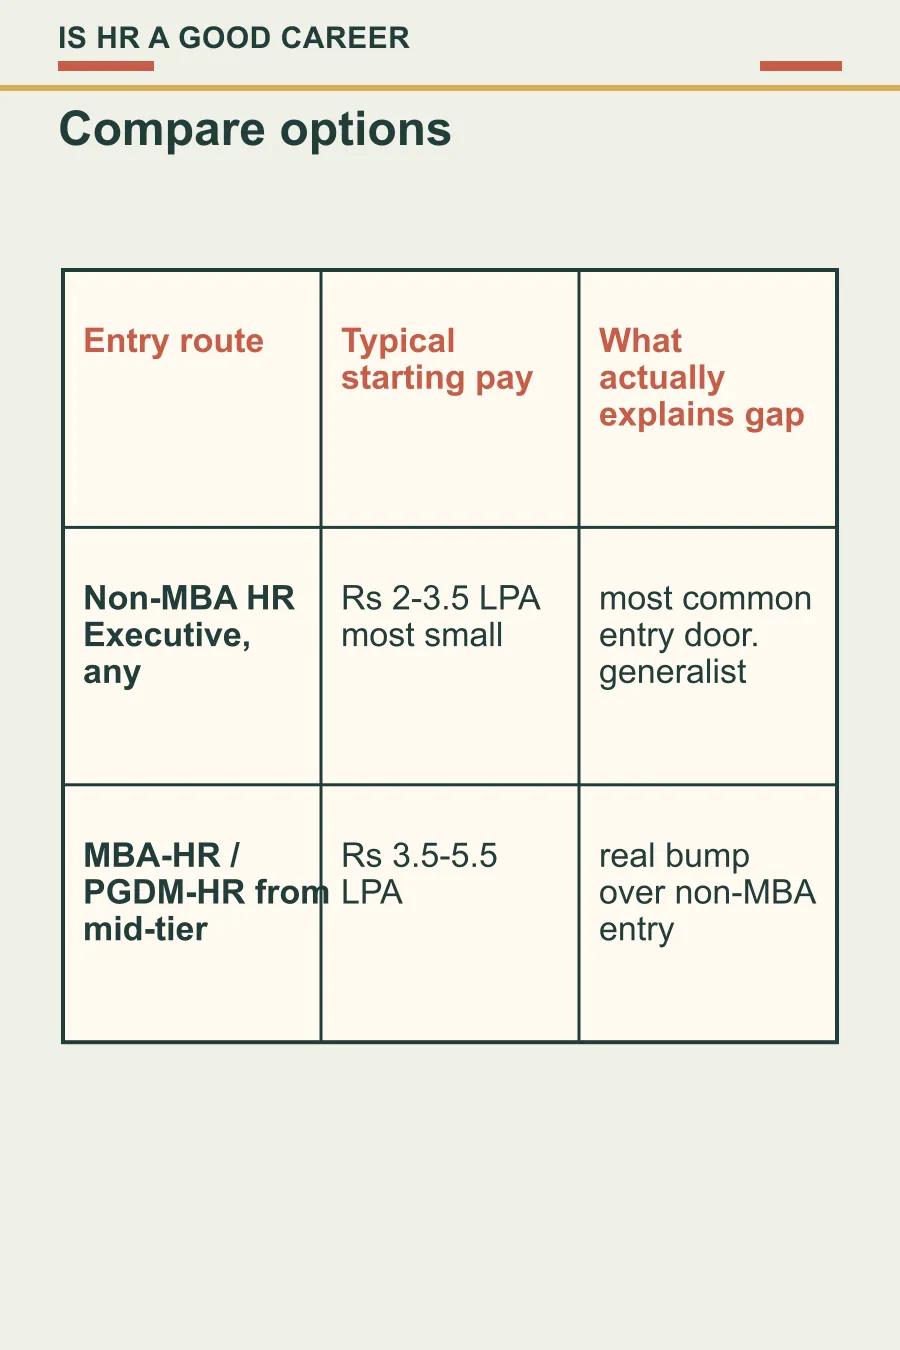 IS HR A GOOD CAREER
Compare options
Entry route
Typical
starting pay
What
actually
explains gap
Non-MBA HR
Executive,
any
Rs 2-3.5 LPA
most small
most common
entry door.
generalist
MBA-HR /
PGDM-HR from
mid-tier
Rs 3.5-5.5
LPA
real bump
over non-MBA
entry